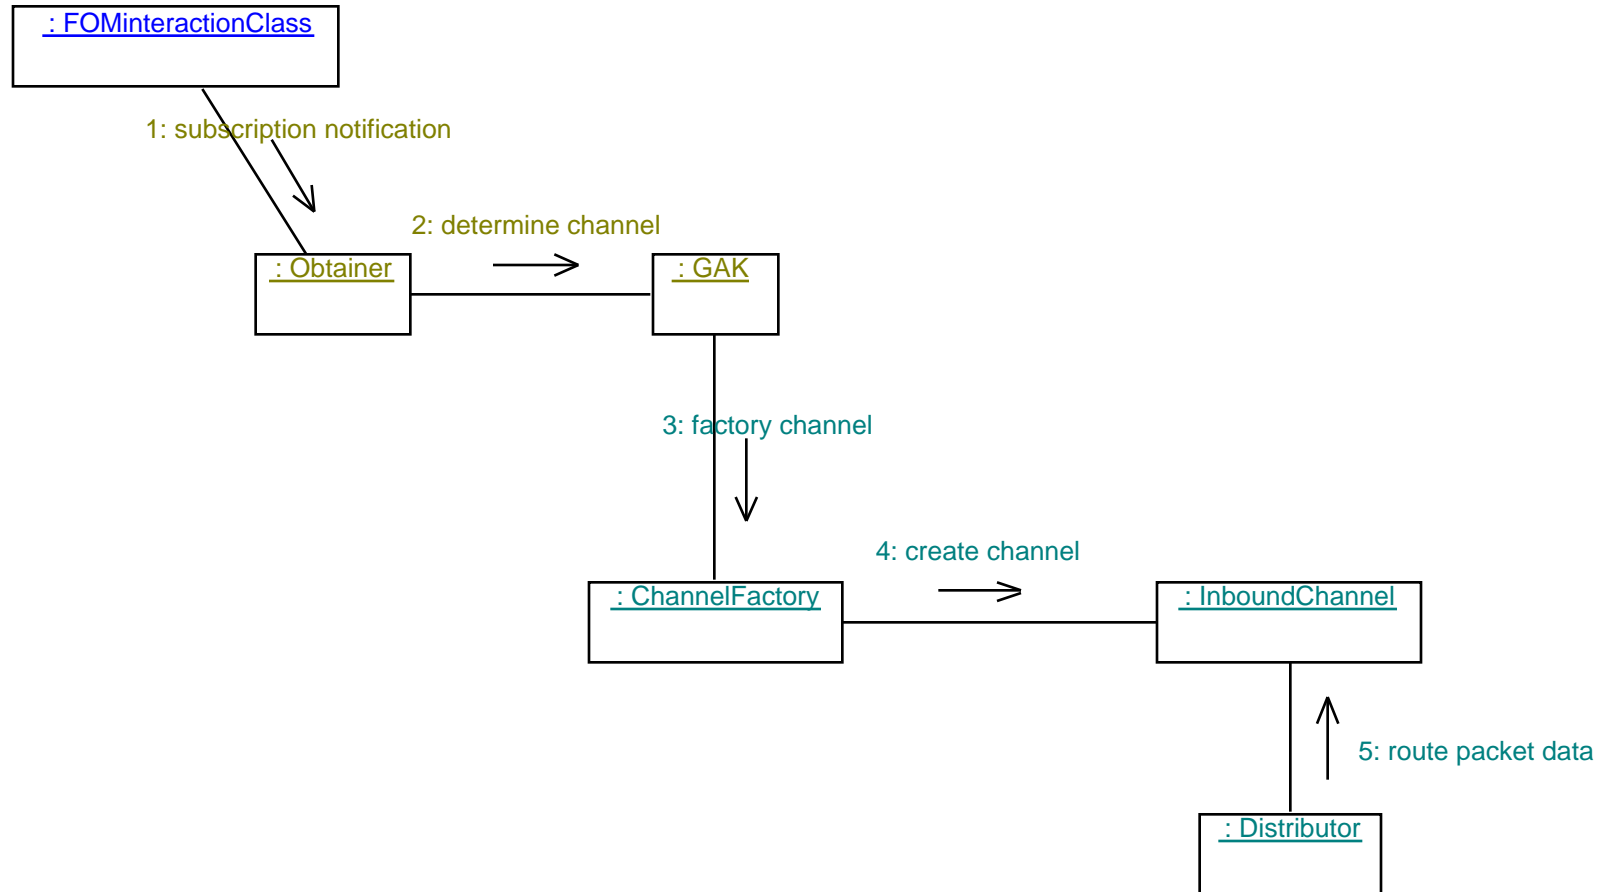 : FOMinteractionClass
1: subscription notification
2: determine channel
: Obtainer
: GAK
3: factory channel
4: create channel
: ChannelFactory
: InboundChannel
5: route packet data
: Distributor